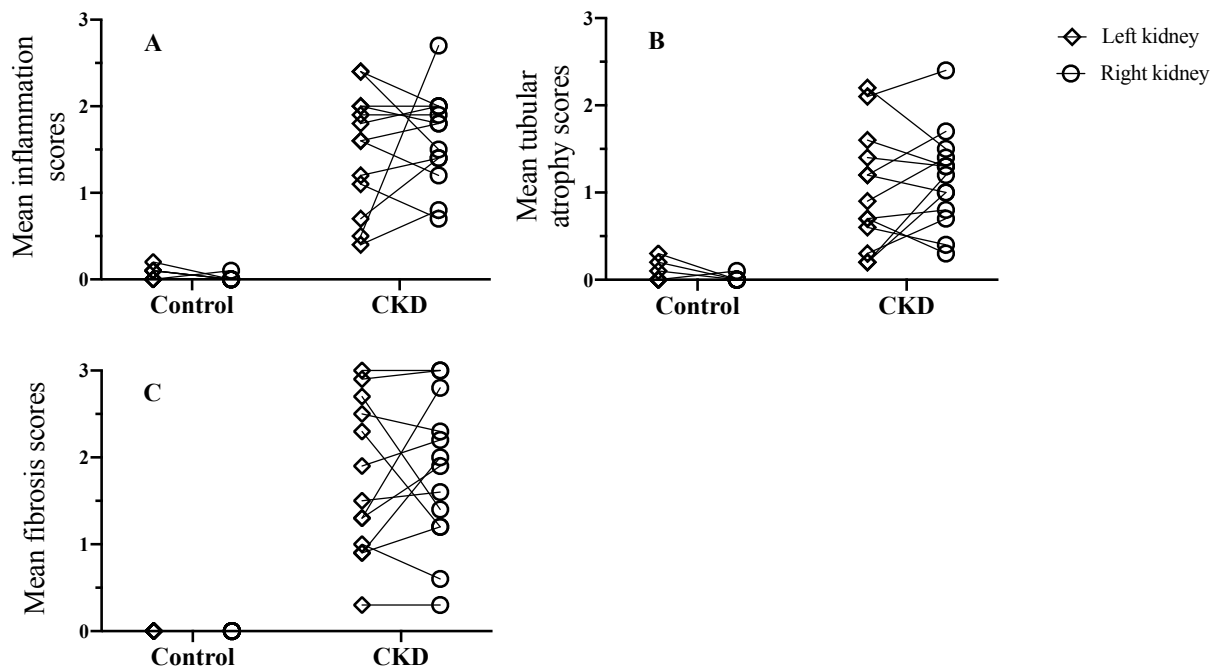 A
Mean inflammation
scores
3
2
1
0
Control
CKD
B
Mean tubular
atrophy scores
3
2
1
0
Control
CKD
Left kidney
Right kidney
C
Mean fibrosis scores
3
2
1
0
Control
CKD